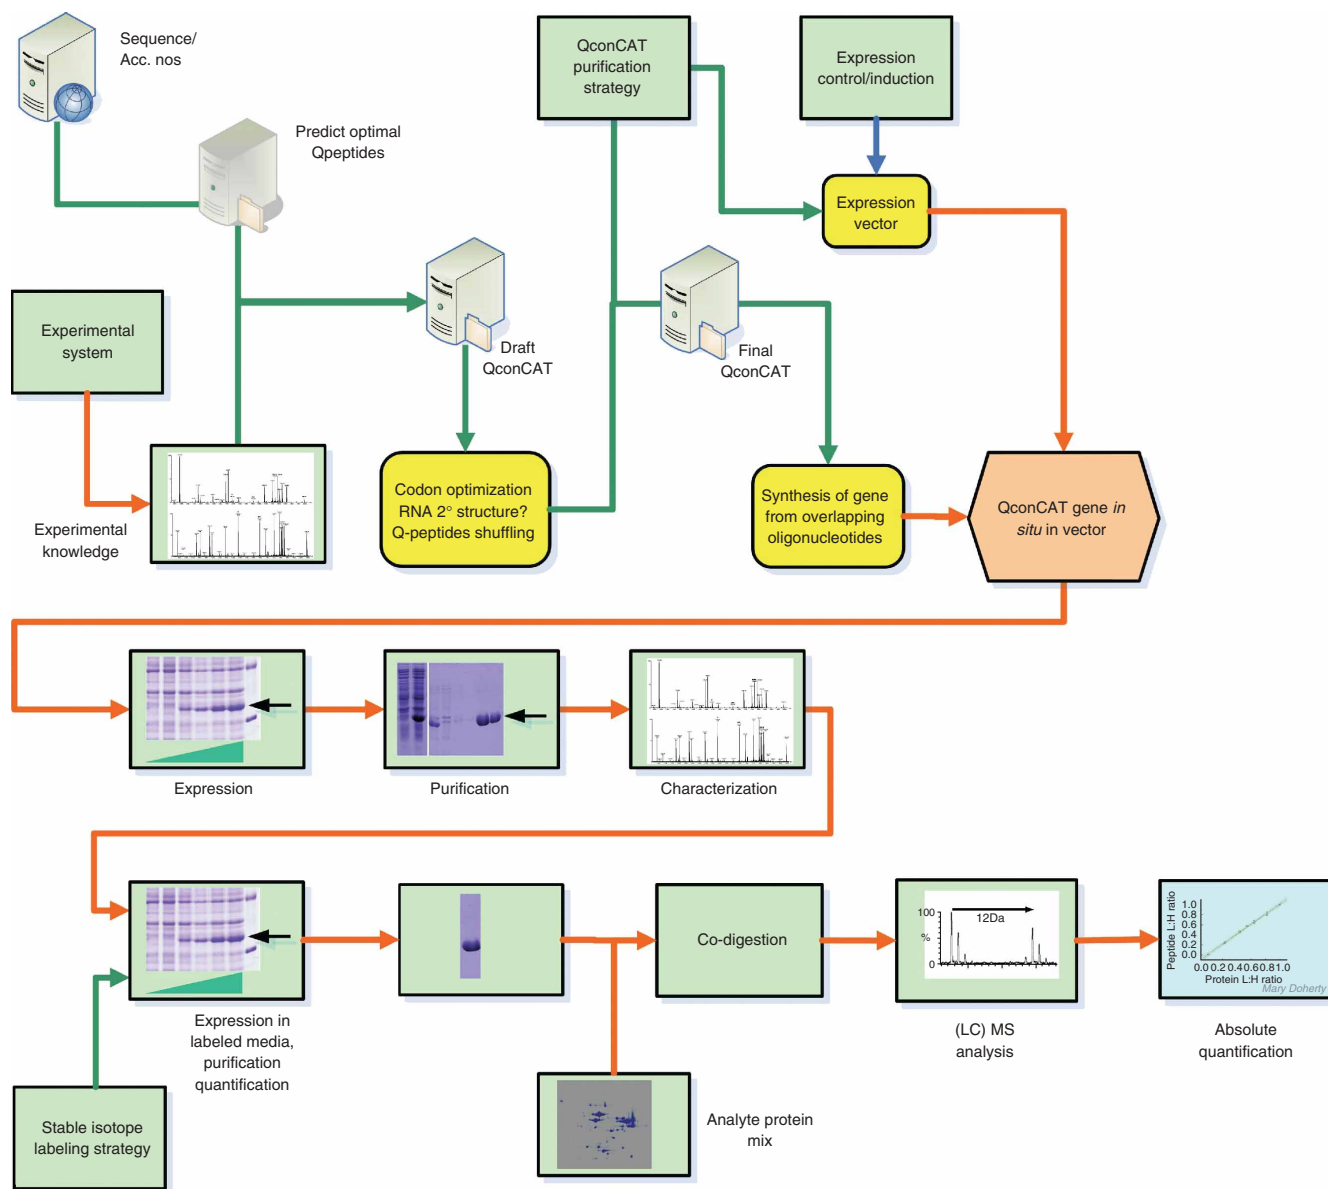 Sequence/
Acc. nos
Predict optimal
Qpeptides
QconCAT
purification
strategy
Expression
control/induction
Expression
vector
Experimental
system
Draft
QconCAT
Final
QconCAT
Experimental
knowledge
Codon optimization
RNA 2° structure?
Q-peptides shuffling
Synthesis of gene
from overlapping
oligonucleotides
QconCAT gene in
situ in vector
Expression
Purification
Characterization
Expression in
labeled media,
purification
quantification
Stable isotope
labeling strategy
Analyte protein
mix
Co-digestion
100
%
0
12Da
(LC) MS
analysis
Peptide L:H ratio
1.0
0.8
0.6
0.4
0.2
0.0
0.0 0.2 0.4 0.6 0.8 1.0
Protein L:H ratio
Mary Doherty
Absolute
quantification